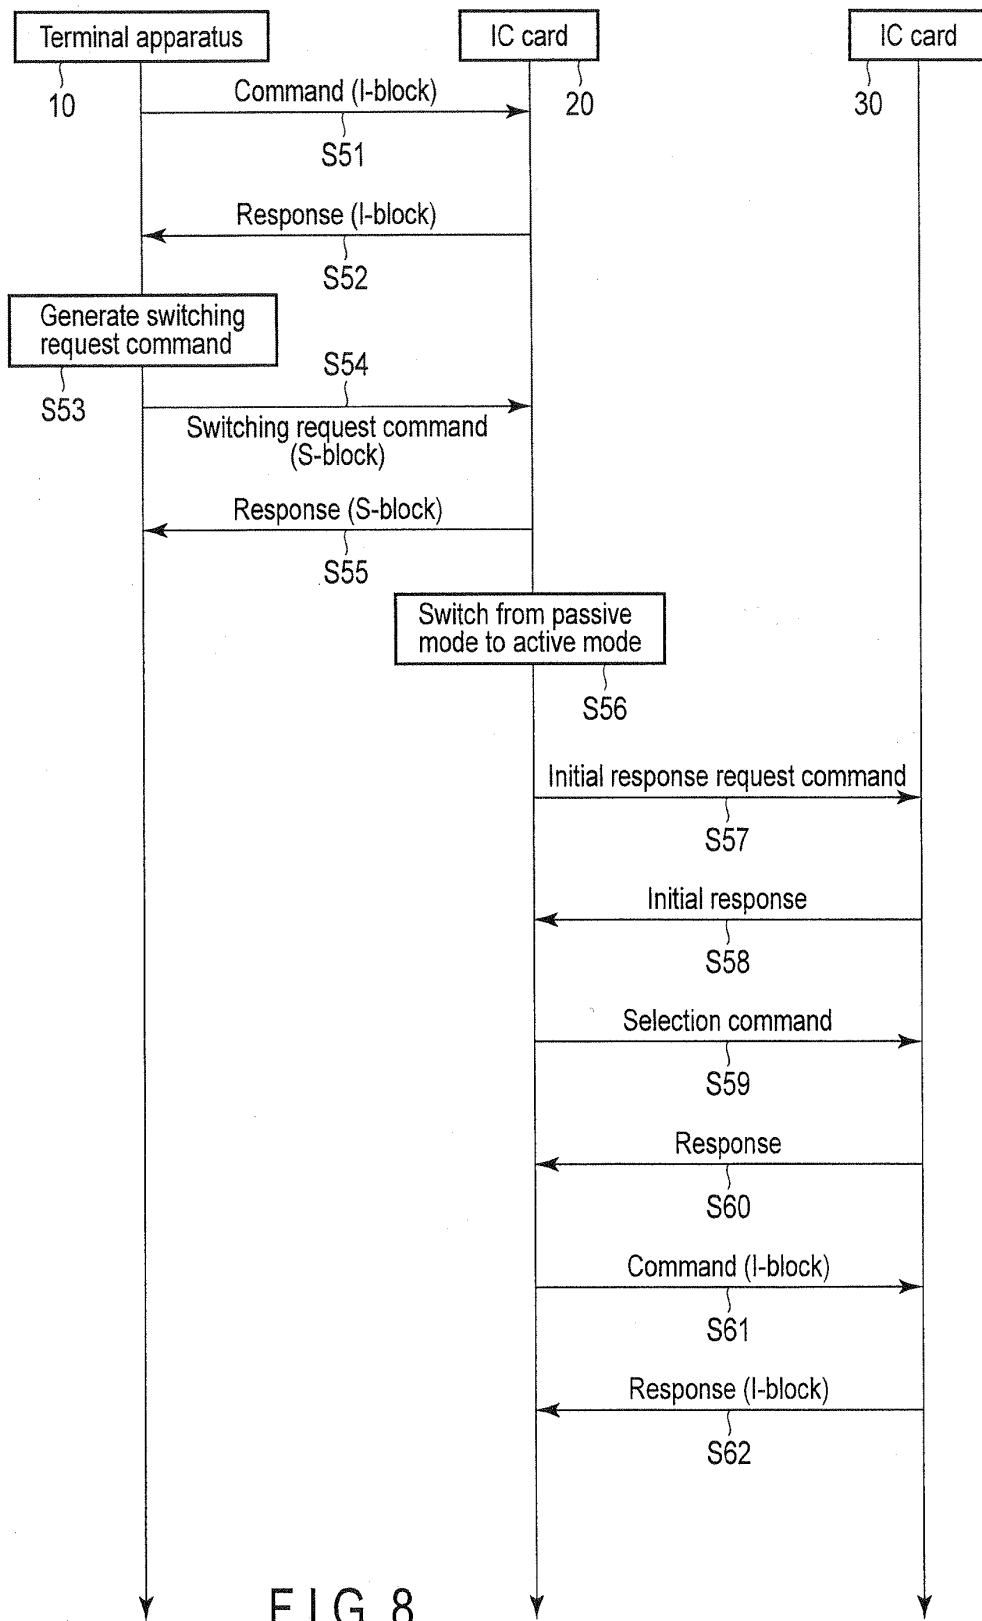 Terminal apparatus
IC card
IC card
10
20
30
Command (I-block)
S51
Response (I-block)
S52
Generate switching
request command
S53
S54
Switching request command
(S-block)
Response (S-block)
S55
Switch from passive
mode to active mode
S56
Initial response request command
S57
Initial response
S58
Selection command
S59
Response
S60
Command (I-block)
S61
Response (I-block)
S62
FIG. 8